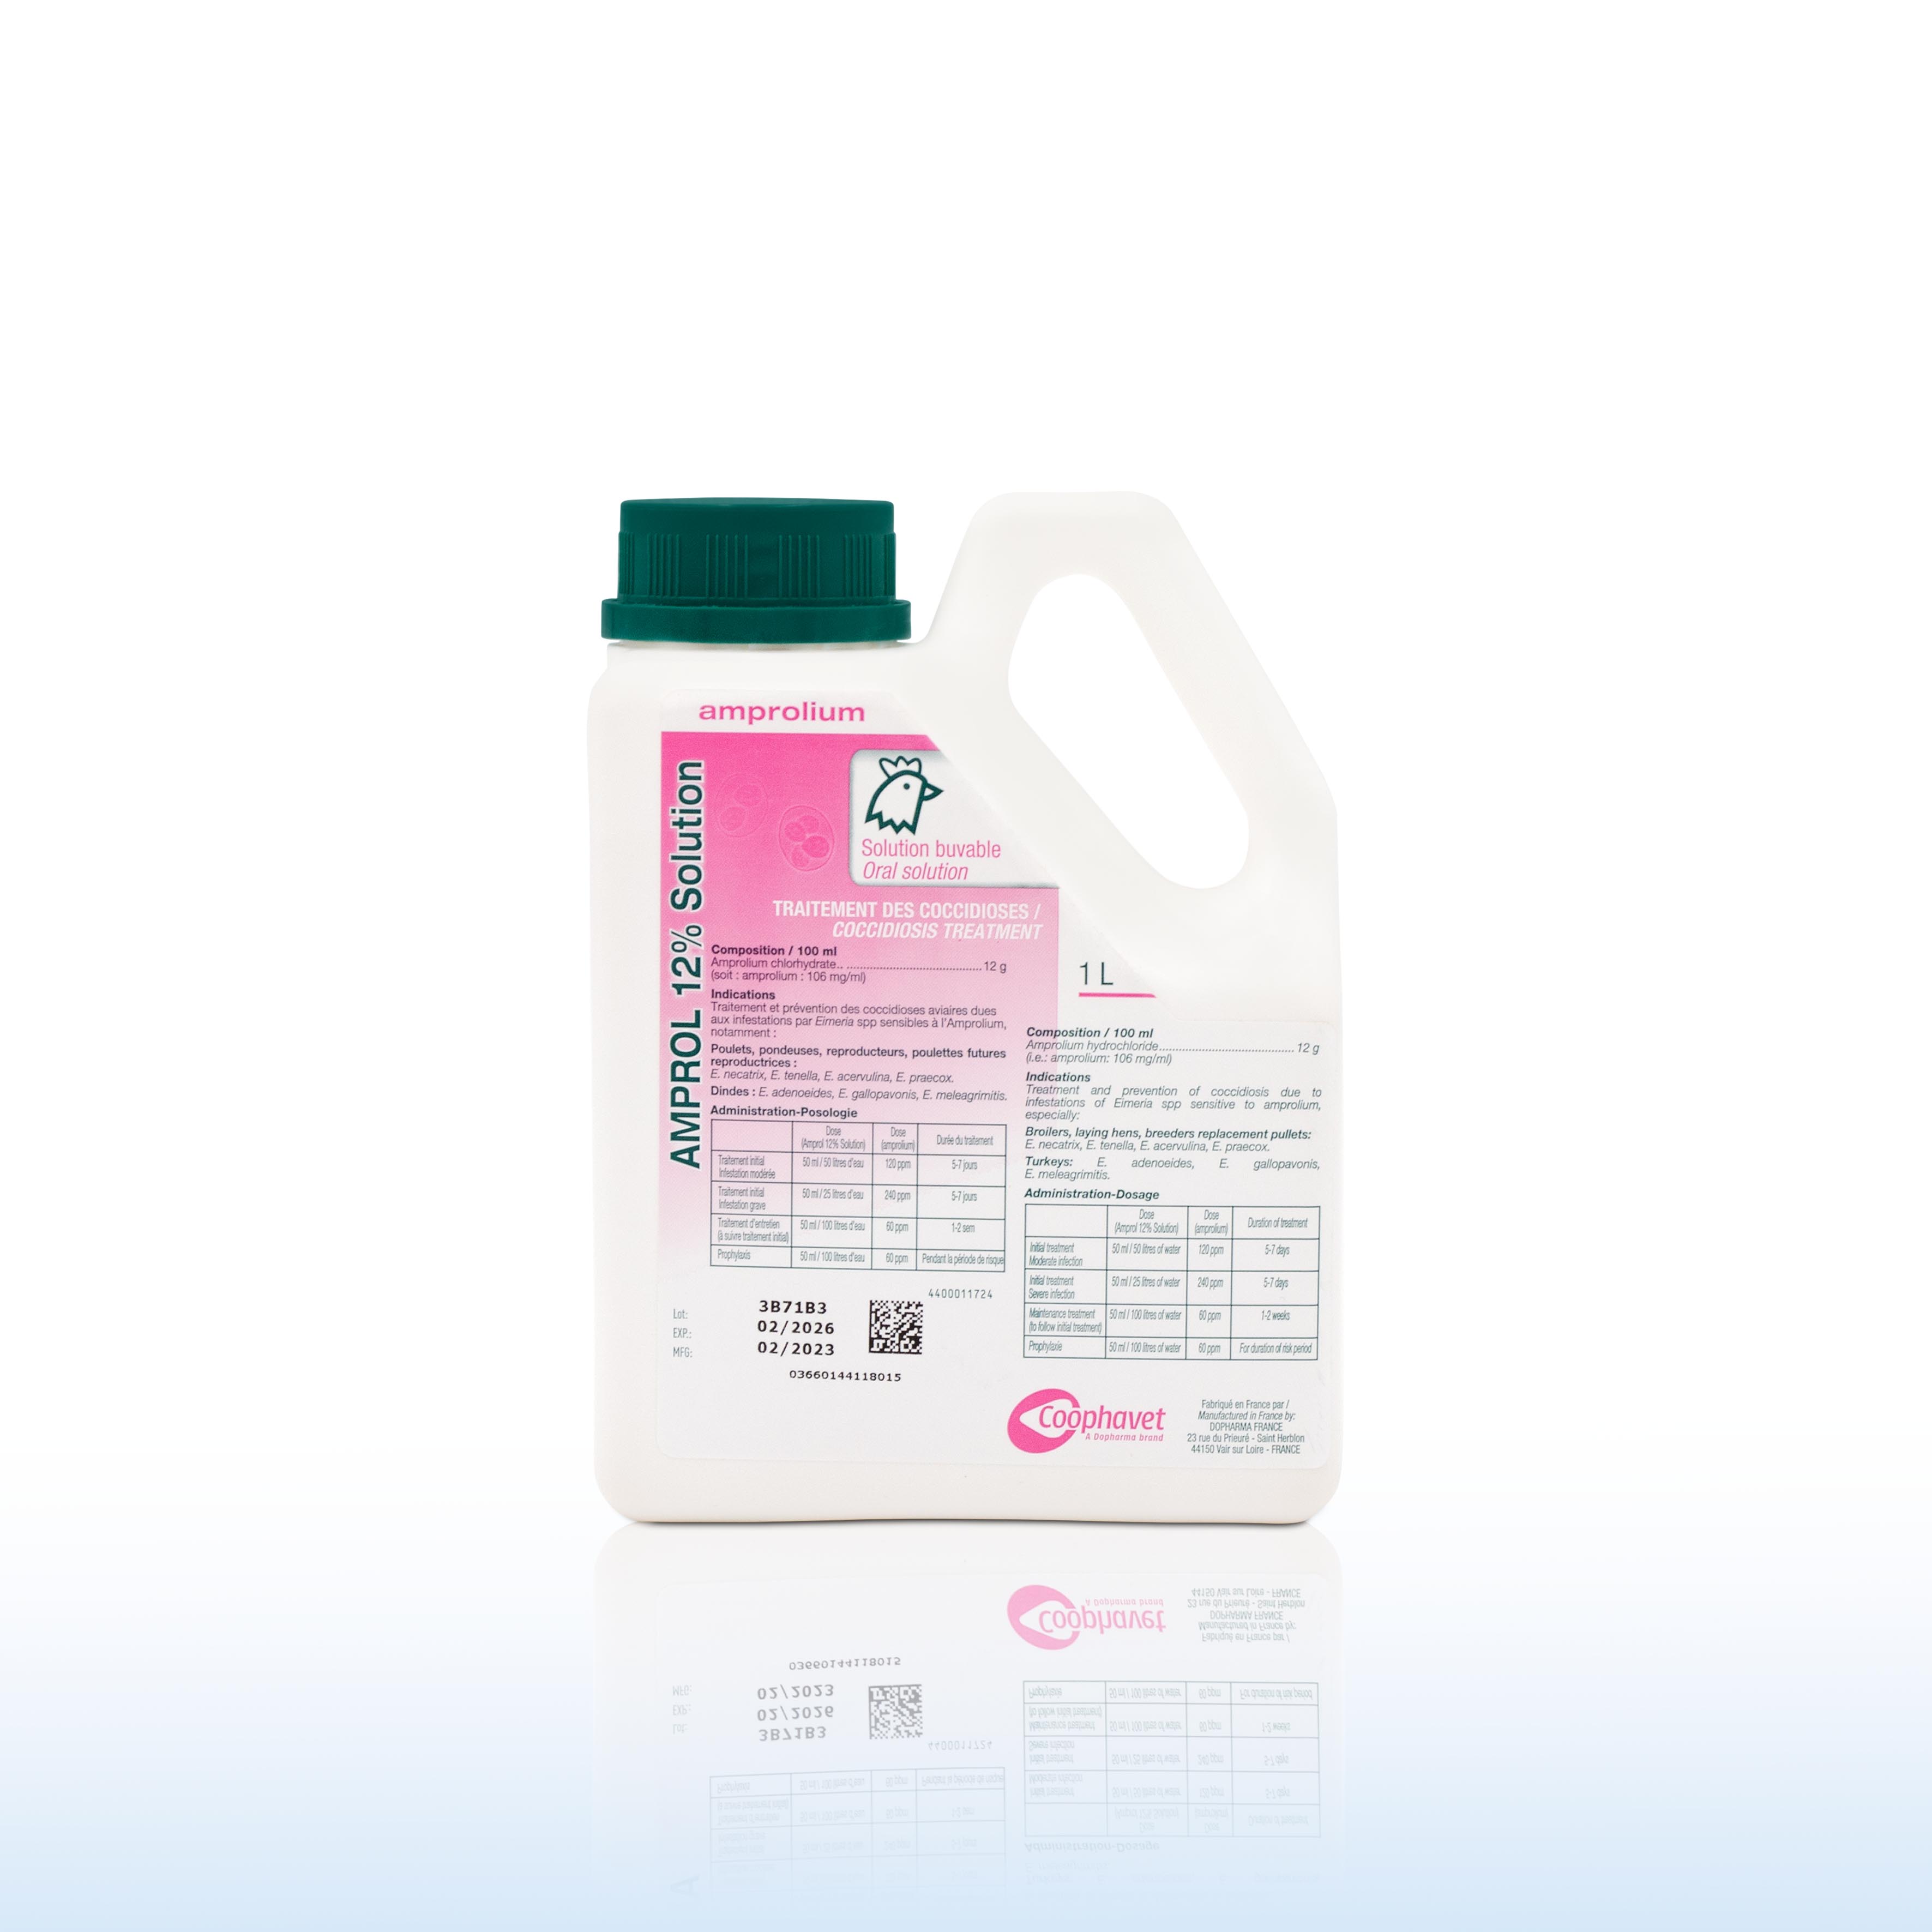 amprolium
AMPROL 12% Solution
Solution buvable
Oral solution
TRAITEMENT DES COCCIDIOSES /
COCCIDIOSIS TREATMENT
1 L
Composition / 100 ml
Amprolium chlorhydrate.. ........................................ 12 g
(soit : amprolium : 106 mg/ml)
Indications
Traitement et prévention des coccidioses aviaires dues
aux infestations par Eimeria spp sensibles à l'Amprolium,
notamment :
Poulets, pondeuses, reproducteurs, poulettes futures
reproductrices :
E. necatrix, E. tenella, E. acervulina, E. praecox.
Dindes : E. adenoeides, E. gallopavonis, E. meleagrimitis.
Administration-Posologie
Dose (Amprol 12% Solution) Dose (amprolium) Durée du traitement
Traitement initial Infestation modérée 50 ml / 50 litres d'eau 120 ppm 5-7 jours
Traitement initial Infestation grave 50 ml / 25 litres d'eau 240 ppm 5-7 jours
Traitement d'entretien (à suivre traitement initial) 50 ml / 100 litres d'eau 60 ppm 1-2 sem
Prophylaxis 50 ml / 100 litres d'eau 60 ppm Pendant la période de risque
4400011724
Lot: 3B71B3
EXP.: 02/2026
MFG: 02/2023
03660144118015
Composition / 100 ml
Amprolium hydrochloride......................................... 12 g
(i.e.: amprolium: 106 mg/ml)
Indications
Treatment and prevention of coccidiosis due to
infestations of Eimeria spp sensitive to amprolium,
especially:
Broilers, laying hens, breeders replacement pullets:
E. necatrix, E. tenella, E. acervulina, E. praecox.
Turkeys: E. adenoeides, E. gallopavonis,
E. meleagrimitis.
Administration-Dosage
Dose (Amprol 12% Solution) Dose (amprolium) Duration of treatment
Initial treatment Moderate infection 50 ml / 50 litres of water 120 ppm 5-7 days
Initial treatment Severe infection 50 ml / 25 litres of water 240 ppm 5-7 days
Maintenance treatment (to follow initial treatment) 50 ml / 100 litres of water 60 ppm 1-2 weeks
Prophylaxie 50 ml / 100 litres of water 60 ppm For duration of risk period
Coophavet
A Dopharma brand
Fabriqué en France par /
Manufactured in France by:
DOPHARMA FRANCE
23 rue du Prieuré - Saint Herblon
44150 Vair sur Loire - FRANCE